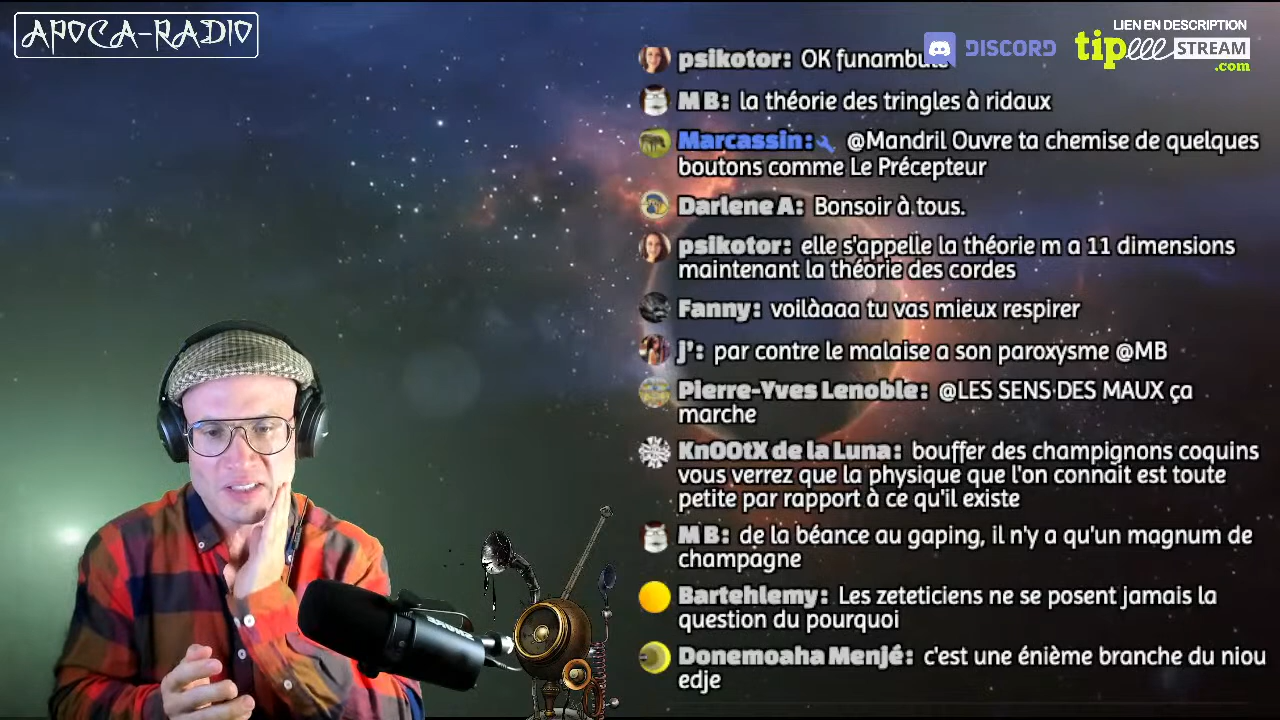 APOCA-RADIO
LIEN EN DESCRIPTION
DISCORD
tipeee STREAM
.com
psikotor: OK funambule
M B: la théorie des tringles à ridaux
Marcassin: @Mandril Ouvre ta chemise de quelques
boutons comme Le Précepteur
Darlene A: Bonsoir à tous.
psikotor: elle s'appelle la théorie m a 11 dimensions
maintenant la théorie des cordes
Fanny: voilàaaa tu vas mieux respirer
j': par contre le malaise a son paroxysme @MB
Pierre-Yves Lenoble: @LES SENS DES MAUX ça
marche
KnOOtX de la Luna: bouffer des champignons coquins
vous verrez que la physique que l'on connait est toute
petite par rapport à ce qu'il existe
M B: de la béance au gaping, il n'y a qu'un magnum de
champagne
Bartehlemy: Les zeteticiens ne se posent jamais la
question du pourquoi
Donemoaha Menjé: c'est une énième branche du niou
edje